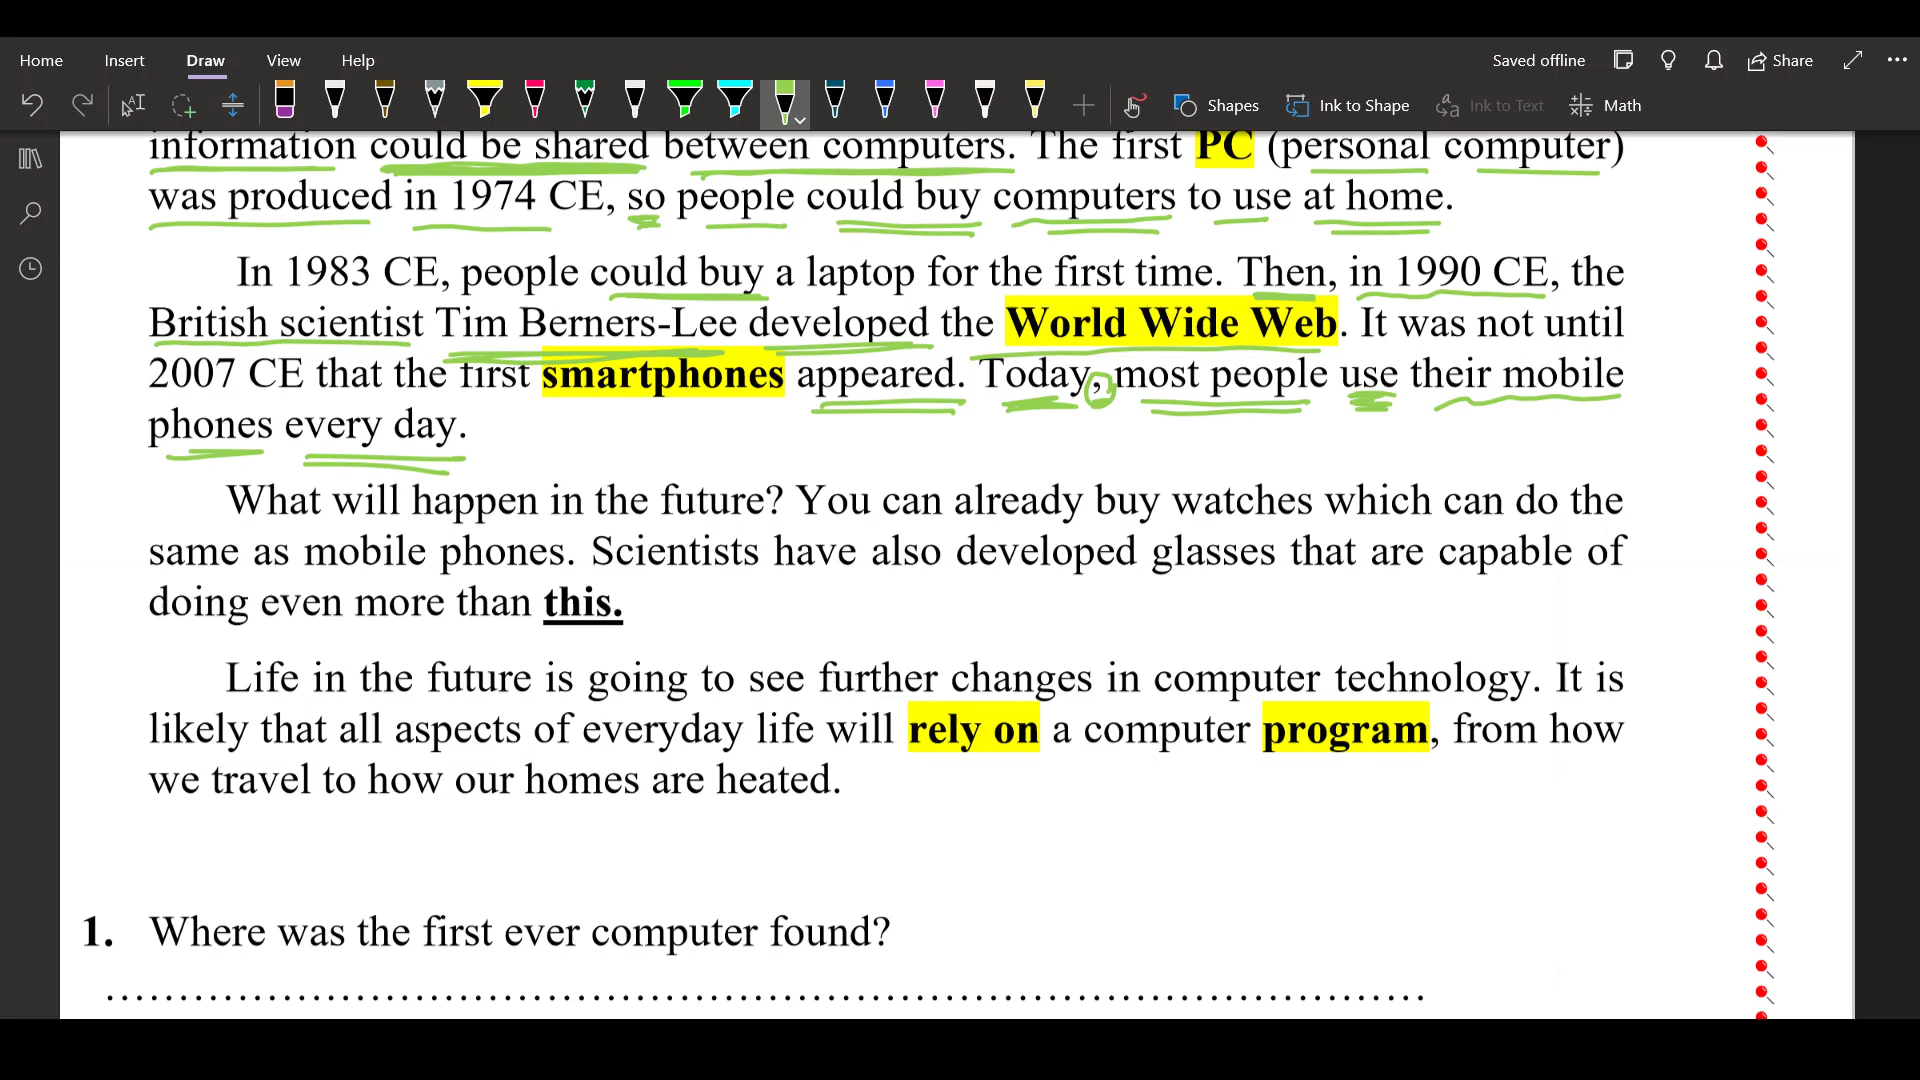 Home Insert Draw View Help Saved offline Share
Shapes Ink to Shape Ink to Text Math
information could be shared between computers. The first PC (personal computer)
was produced in 1974 CE, so people could buy computers to use at home.
In 1983 CE, people could buy a laptop for the first time. Then, in 1990 CE, the
British scientist Tim Berners-Lee developed the World Wide Web. It was not until
2007 CE that the first smartphones appeared. Today, most people use their mobile
phones every day.
What will happen in the future? You can already buy watches which can do the
same as mobile phones. Scientists have also developed glasses that are capable of
doing even more than this.
Life in the future is going to see further changes in computer technology. It is
likely that all aspects of everyday life will rely on a computer program, from how
we travel to how our homes are heated.
1. Where was the first ever computer found?
..........................................................................................